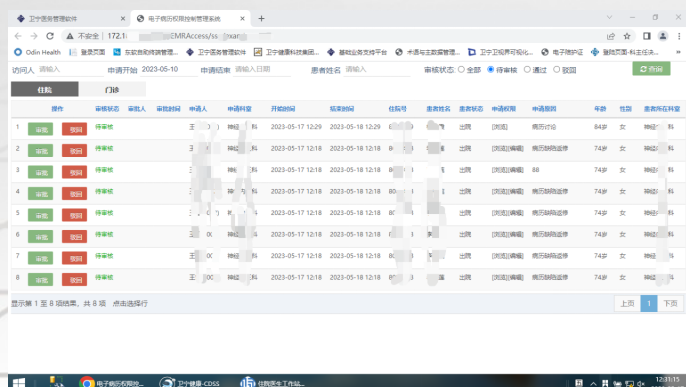 卫宁医务管理软件 电子病历权限控制管理系统
不安全 172.1 EMRAccess/ss
Odin Health 登录页面 卫宁医务管理软件 卫宁健康科技集团... 基础业务支持平台 术语与主数据管理... 卫宁卫视界可视化... 电子陪护证 登陆页面-科主任决...
访问人 请输入 申请开始 2023-05-10 申请结束 请输入日期 患者姓名 请输入 审核状态: 全部 待审核 通过 驳回 查询
住院 门诊
操作 审核状态 审批人 审批时间 申请人 申请科室 开始时间 结束时间 住院号 患者姓名 患者状态 申请权限 申请原因 年龄 性别 患者所在科室
1 审批 驳回 待审核 2023-05-17 12:29 2023-05-18 12:29 出院 [浏览] 病历讨论 84岁 女
2 审批 驳回 待审核 2023-05-17 12:18 2023-05-18 12:18 出院 [浏览][编辑] 病历缺陷返修 74岁 女
3 审批 驳回 待审核 2023-05-17 12:18 2023-05-18 12:18 出院 [浏览][编辑] 88 74岁 女
4 审批 驳回 待审核 2023-05-17 12:18 2023-05-18 12:18 出院 [浏览][编辑] 病历缺陷返修 74岁 女
5 审批 驳回 待审核 2023-05-17 12:18 2023-05-18 12:18 出院 [浏览][编辑] 病历缺陷返修 74岁 女
6 审批 驳回 待审核 2023-05-17 12:18 2023-05-18 12:18 出院 [浏览][编辑] 病历缺陷返修 74岁 女
7 审批 驳回 待审核 2023-05-17 12:18 2023-05-18 12:18 出院 [浏览][编辑] 病历缺陷返修 74岁 女
8 审批 驳回 待审核 2023-05-17 12:18 2023-05-18 12:18 出院 [浏览][编辑] 病历缺陷返修 74岁 女
显示第 1 至 8 项结果，共 8 项 点击选择行 上页 1 下页
电子病历权限控... 卫宁健康-CDSS 住院医生工作站... 12:31:15